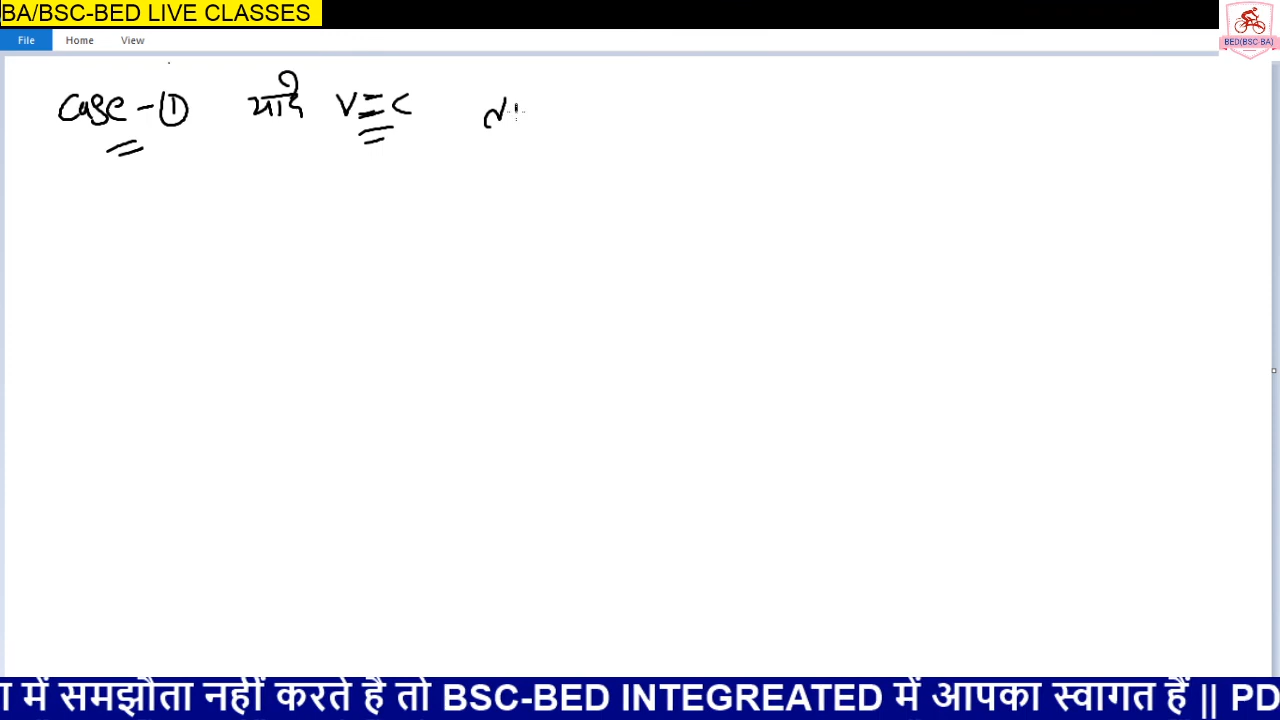 BA/BSC-BED LIVE CLASSES
BED(BSC BA)
File Home View
Case-① यदि V=C
ा में समझौता नहीं करते है तो BSC-BED INTEGREATED में आपका स्वागत हैं || PD